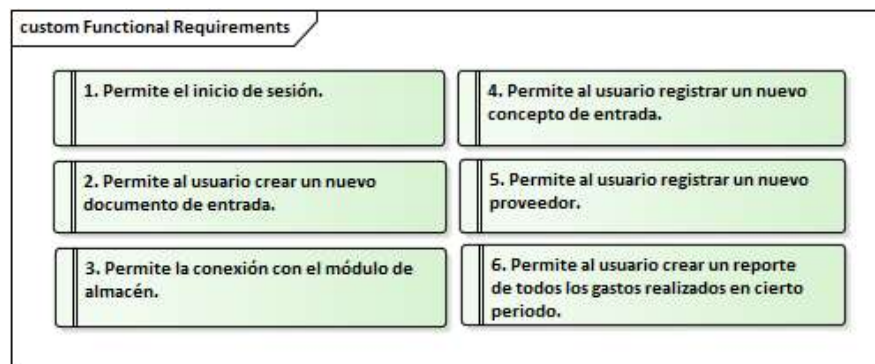 custom Functional Requirements
1. Permite el inicio de sesión.
2. Permite al usuario crear un nuevo
documento de entrada.
3. Permite la conexión con el módulo de
almacén.
4. Permite al usuario registrar un nuevo
concepto de entrada.
5. Permite al usuario registrar un nuevo
proveedor.
6. Permite al usuario crear un reporte
de todos los gastos realizados en cierto
periodo.